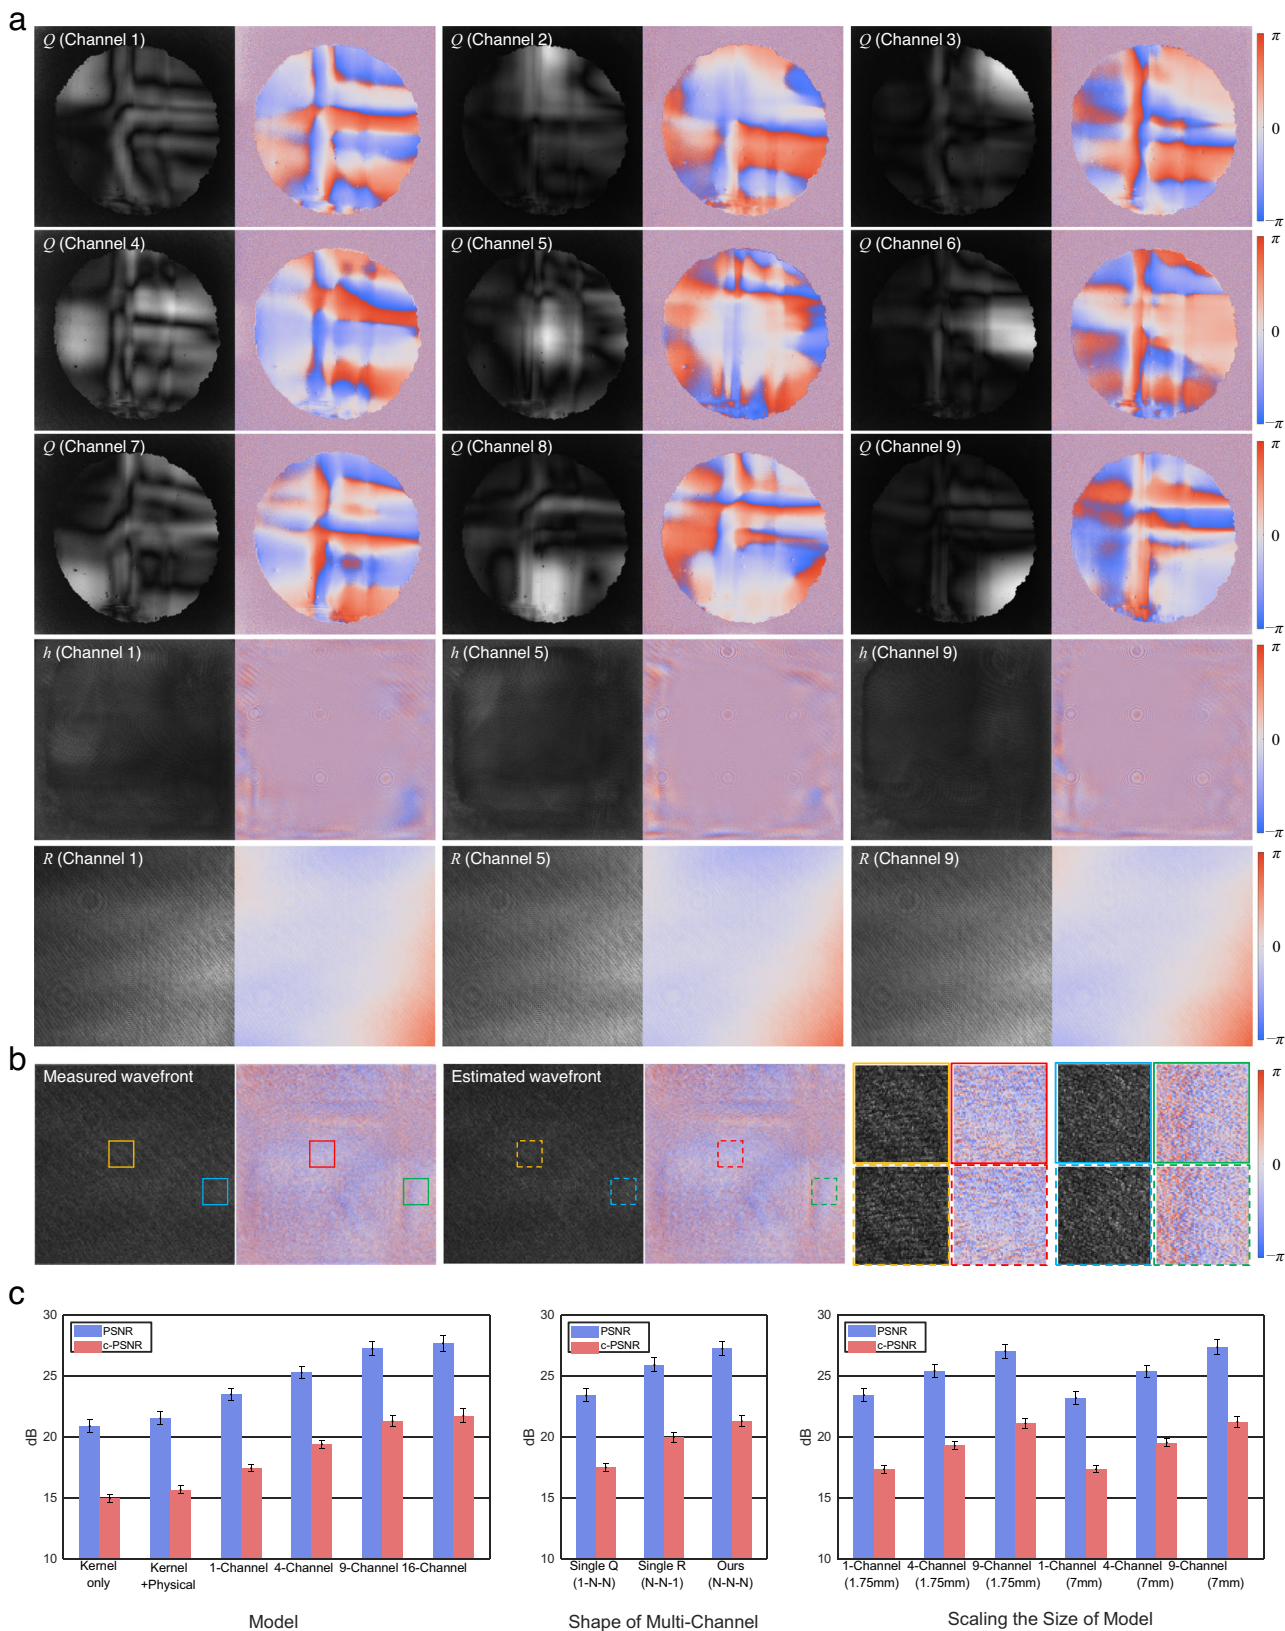 a
Q (Channel 1)
Q (Channel 2)
Q (Channel 3)
π
0
−π
Q (Channel 4)
Q (Channel 5)
Q (Channel 6)
π
0
−π
Q (Channel 7)
Q (Channel 8)
Q (Channel 9)
π
0
−π
h (Channel 1)
h (Channel 5)
h (Channel 9)
π
0
−π
R (Channel 1)
R (Channel 5)
R (Channel 9)
π
0
−π
b
Measured wavefront
Estimated wavefront
π
0
−π
c
30
25
20
15
10
dB
PSNR
c-PSNR
Kernel only
Kernel +Physical
1-Channel
4-Channel
9-Channel
16-Channel
Model
30
25
20
15
10
dB
PSNR
c-PSNR
Single Q (1-N-N)
Single R (N-N-1)
Ours (N-N-N)
Shape of Multi-Channel
30
25
20
15
10
dB
PSNR
c-PSNR
1-Channel (1.75mm)
4-Channel (1.75mm)
9-Channel (1.75mm)
1-Channel (7mm)
4-Channel (7mm)
9-Channel (7mm)
Scaling the Size of Model